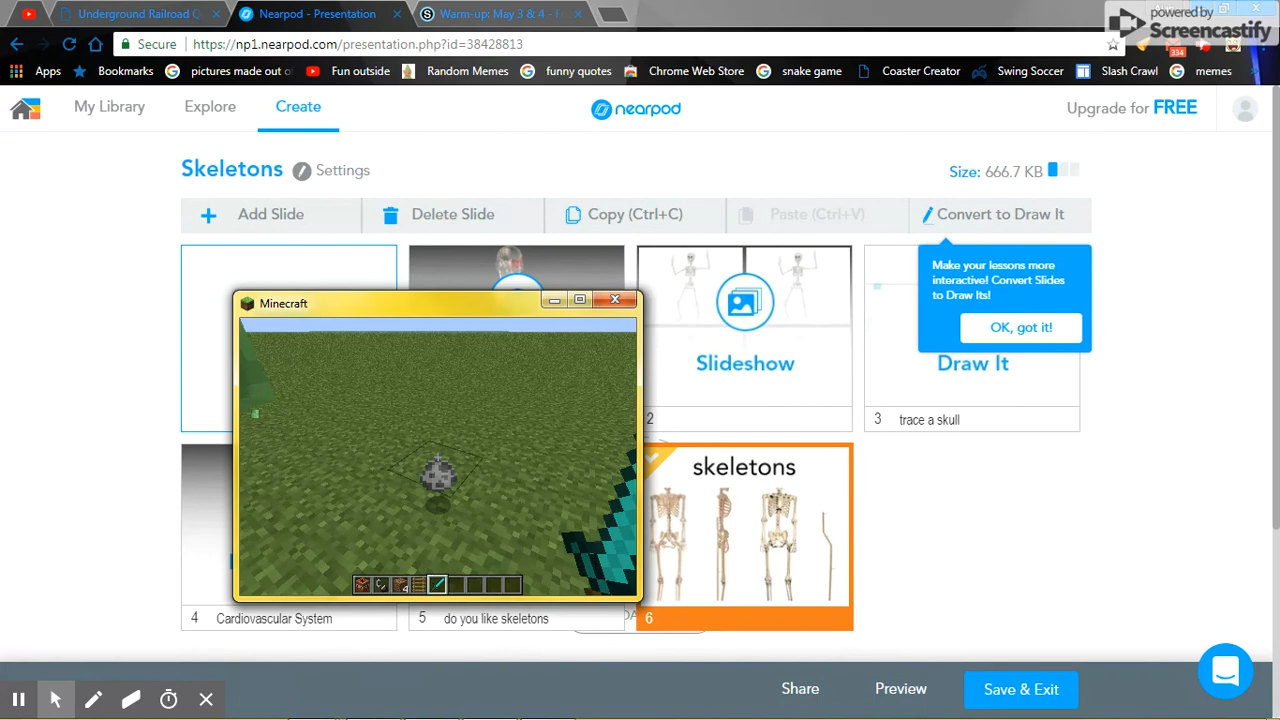 Underground Railroad Q
Nearpod - Presentation
Warm-up: May 3 & 4 - F
powered by
Screencastify
Secure
https://np1.nearpod.com/presentation.php?id=38428813
334
Apps
Bookmarks
pictures made out o
Fun outside
Random Memes
funny quotes
Chrome Web Store
snake game
Coaster Creator
Swing Soccer
Slash Crawl
memes
My Library
Explore
Create
nearpod
Upgrade for FREE
Skeletons
Settings
Size: 666.7 KB
Add Slide
Delete Slide
Copy (Ctrl+C)
Paste (Ctrl+V)
Convert to Draw It
Make your lessons more
interactive! Convert Slides
to Draw Its!
OK, got it!
Minecraft
4
Slideshow
Draw It
2
3 trace a skull
skeletons
4 Cardiovascular System
5 do you like skeletons
6
Share
Preview
Save & Exit